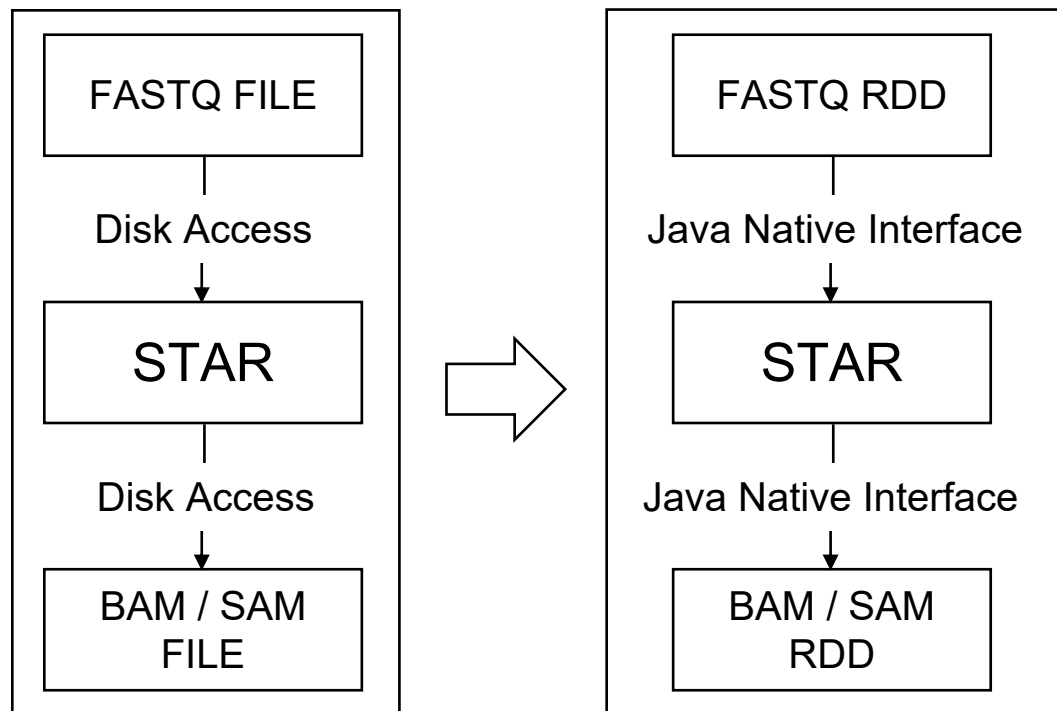 FASTQ FILE
Disk Access
STAR
Disk Access
BAM / SAM
FILE
FASTQ RDD
Java Native Interface
STAR
Java Native Interface
BAM / SAM
RDD